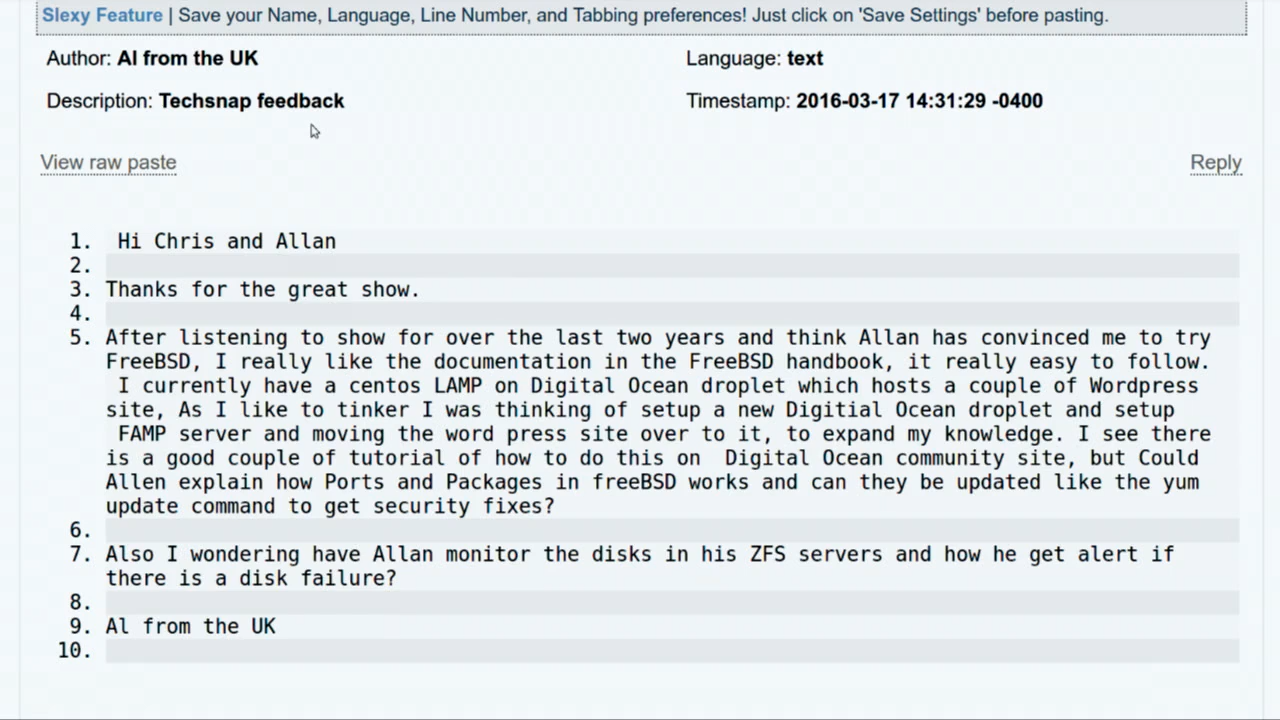 Slexy Feature | Save your Name, Language, Line Number, and Tabbing preferences! Just click on 'Save Settings' before pasting.
Author: Al from the UK
Language: text
Description: Techsnap feedback
Timestamp: 2016-03-17 14:31:29 -0400
View raw paste
Reply
1. Hi Chris and Allan
2.
3. Thanks for the great show.
4.
5. After listening to show for over the last two years and think Allan has convinced me to try
FreeBSD, I really like the documentation in the FreeBSD handbook, it really easy to follow.
I currently have a centos LAMP on Digital Ocean droplet which hosts a couple of Wordpress
site, As I like to tinker I was thinking of setup a new Digitial Ocean droplet and setup
FAMP server and moving the word press site over to it, to expand my knowledge. I see there
is a good couple of tutorial of how to do this on  Digital Ocean community site, but Could
Allen explain how Ports and Packages in freeBSD works and can they be updated like the yum
update command to get security fixes?
6.
7. Also I wondering have Allan monitor the disks in his ZFS servers and how he get alert if
there is a disk failure?
8.
9. Al from the UK
10.